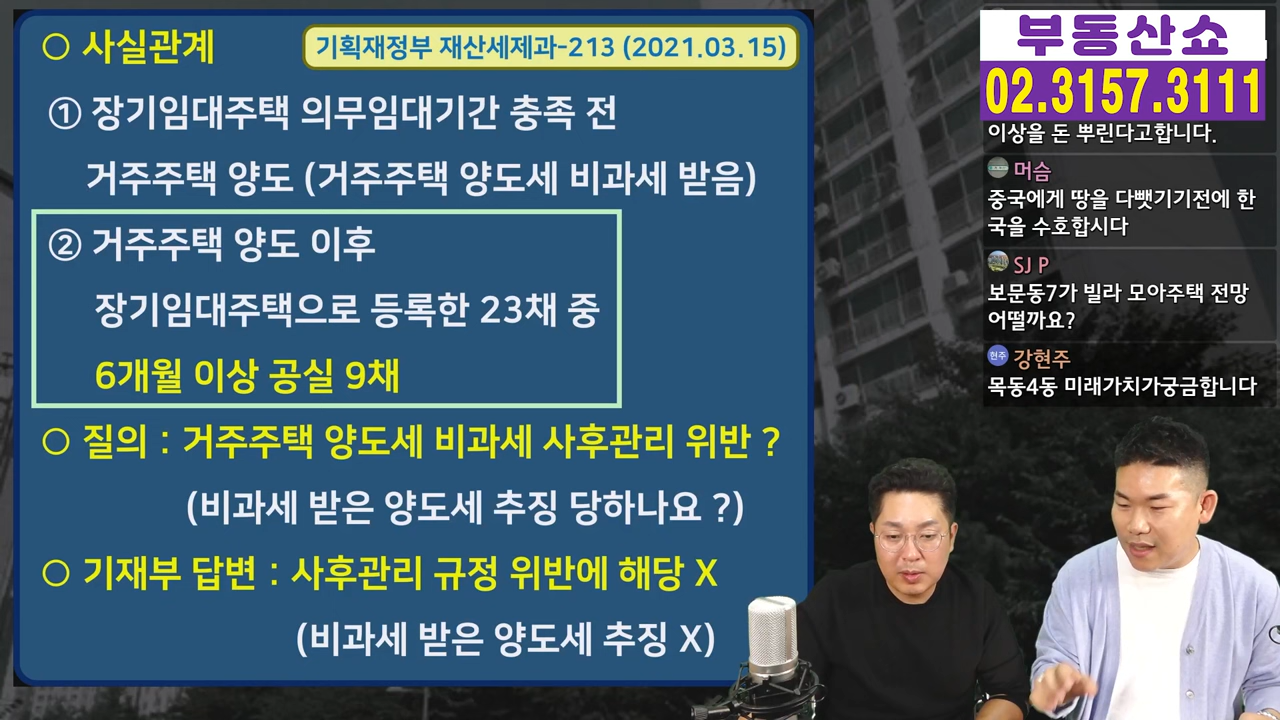 ○ 사실관계
기획재정부 재산세제과-213 (2021.03.15)
① 장기임대주택 의무임대기간 충족 전
거주주택 양도 (거주주택 양도세 비과세 받음)
② 거주주택 양도 이후
장기임대주택으로 등록한 23채 중
6개월 이상 공실 9채
○ 질의 : 거주주택 양도세 비과세 사후관리 위반 ?
(비과세 받은 양도세 추징 당하나요 ?)
○ 기재부 답변 : 사후관리 규정 위반에 해당 X
(비과세 받은 양도세 추징 X)
부동산쇼
02.3157.3111
이상을 돈 뿌린다고합니다.
머슴
중국에게 땅을 다뺏기기전에 한
국을 수호합시다
SJ P
보문동7가 빌라 모아주택 전망
어떨까요?
현주 강현주
목동4동 미래가치가궁금합니다